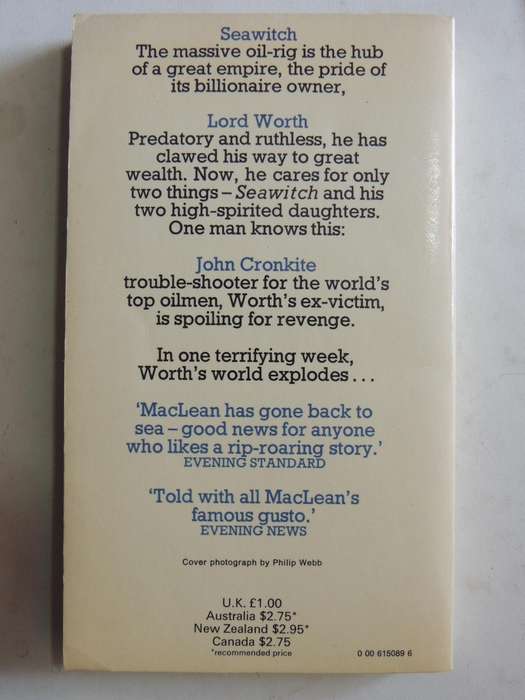 Seawitch
The massive oil-rig is the hub
of a great empire, the pride of
its billionaire owner,
Lord Worth
Predatory and ruthless, he has
clawed his way to great
wealth. Now, he cares for only
two things – Seawitch and his
two high-spirited daughters.
One man knows this:
John Cronkite
trouble-shooter for the world's
top oilmen, Worth's ex-victim,
is spoiling for revenge.
In one terrifying week,
Worth's world explodes...
'MacLean has gone back to
sea – good news for anyone
who likes a rip-roaring story.'
EVENING STANDARD
'Told with all MacLean's
famous gusto.'
EVENING NEWS
Cover photograph by Philip Webb
U.K. £1.00
Australia $2.75*
New Zealand $2.95*
Canada $2.75
*recommended price
0 00 615089 6